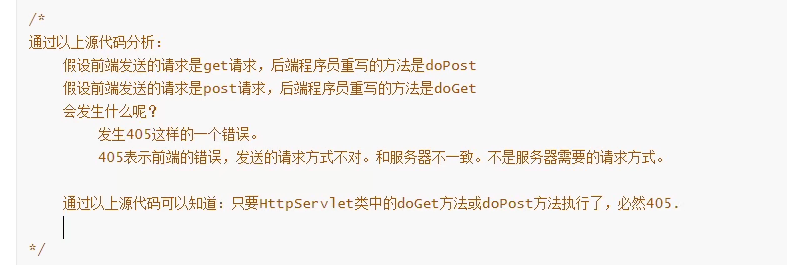 /*
通过以上源代码分析：
假设前端发送的请求是get请求，后端程序员重写的方法是doPost
假设前端发送的请求是post请求，后端程序员重写的方法是doGet
会发生什么呢？
发生405这样的一个错误。
405表示前端的错误，发送的请求方式不对。和服务器不一致。不是服务器需要的请求方式。
通过以上源代码可以知道：只要HttpServlet类中的doGet方法或doPost方法执行了，必然405.
*/